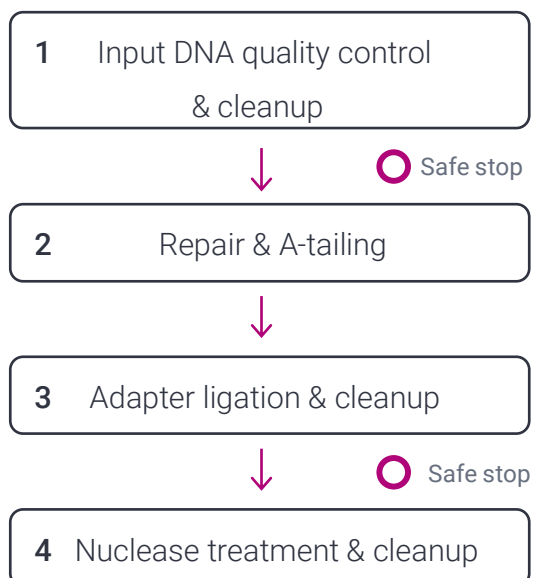 1 Input DNA quality control
& cleanup
Safe stop
2 Repair & A-tailing
3 Adapter ligation & cleanup
Safe stop
4 Nuclease treatment & cleanup